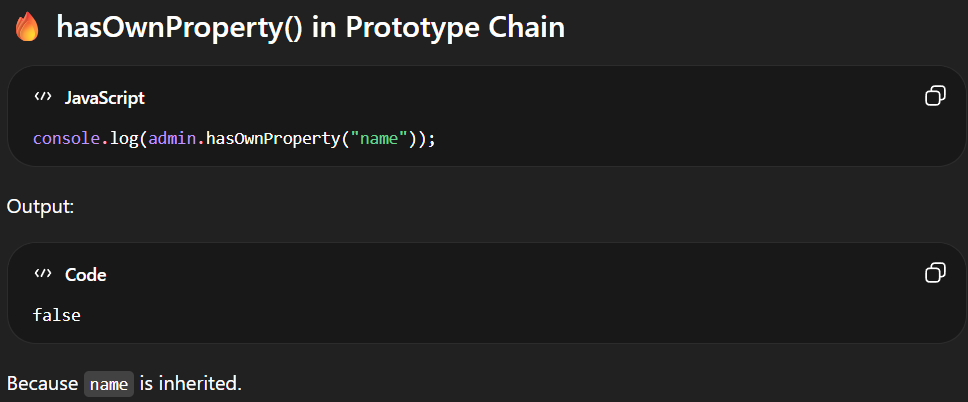 🔥 hasOwnProperty() in Prototype Chain
JavaScript
console.log(admin.hasOwnProperty("name"));
Output:
Code
false
Because name is inherited.